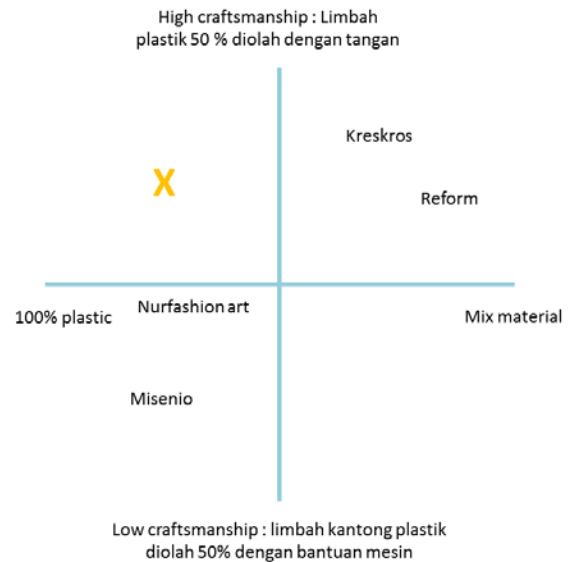 High craftsmanship : Limbah
plastik 50 % diolah dengan tangan
Kreskros
X
Reform
Nurfashion art
100% plastic
Mix material
Misenio
Low craftsmanship : limbah kantong plastik
diolah 50% dengan bantuan mesin